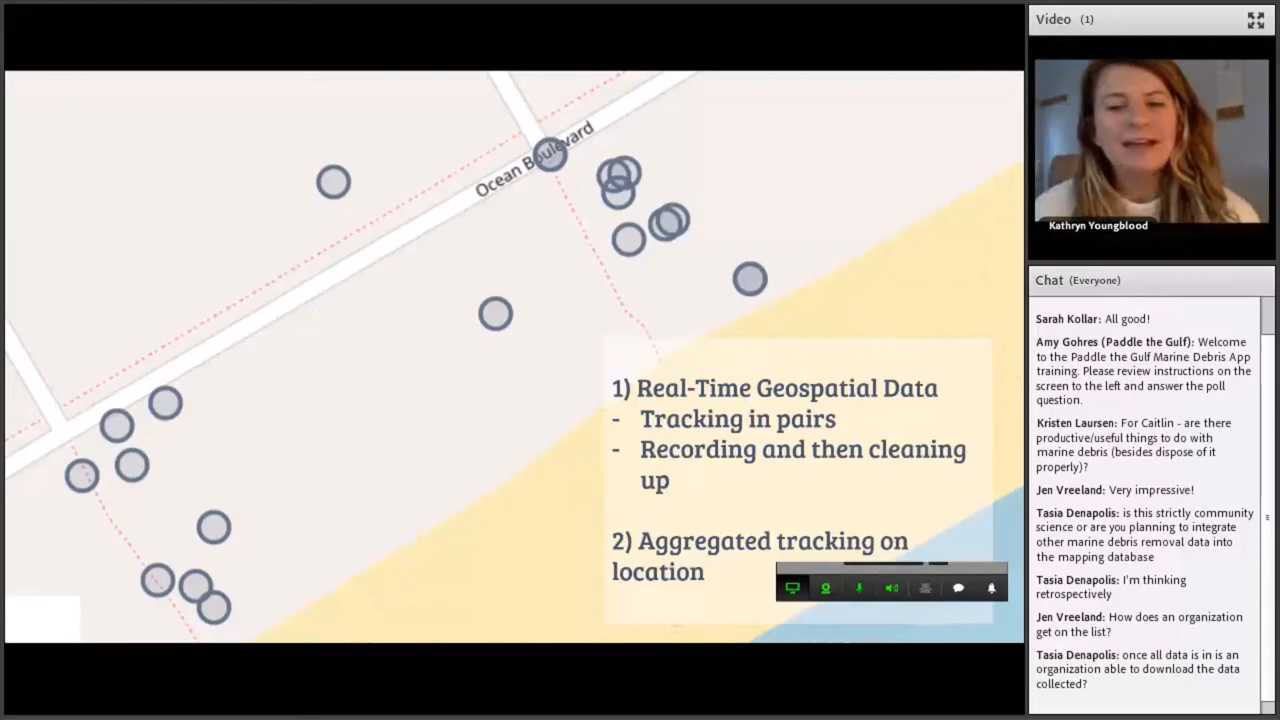 Ocean Boulevard
1) Real-Time Geospatial Data
- Tracking in pairs
- Recording and then cleaning
up
2) Aggregated tracking on
location
Video (1)
Kathryn Youngblood
Chat (Everyone)
Sarah Kollar: All good!
Amy Gohres (Paddle the Gulf): Welcome
to the Paddle the Gulf Marine Debris App
training. Please review instructions on the
screen to the left and answer the poll
question.
Kristen Laursen: For Caitlin - are there
productive/useful things to do with
marine debris (besides dispose of it
properly)?
Jen Vreeland: Very impressive!
Tasia Denapolis: is this strictly community
science or are you planning to integrate
other marine debris removal data into
the mapping database
Tasia Denapolis: I'm thinking
retrospectively
Jen Vreeland: How does an organization
get on the list?
Tasia Denapolis: once all data is in is an
organization able to download the data
collected?